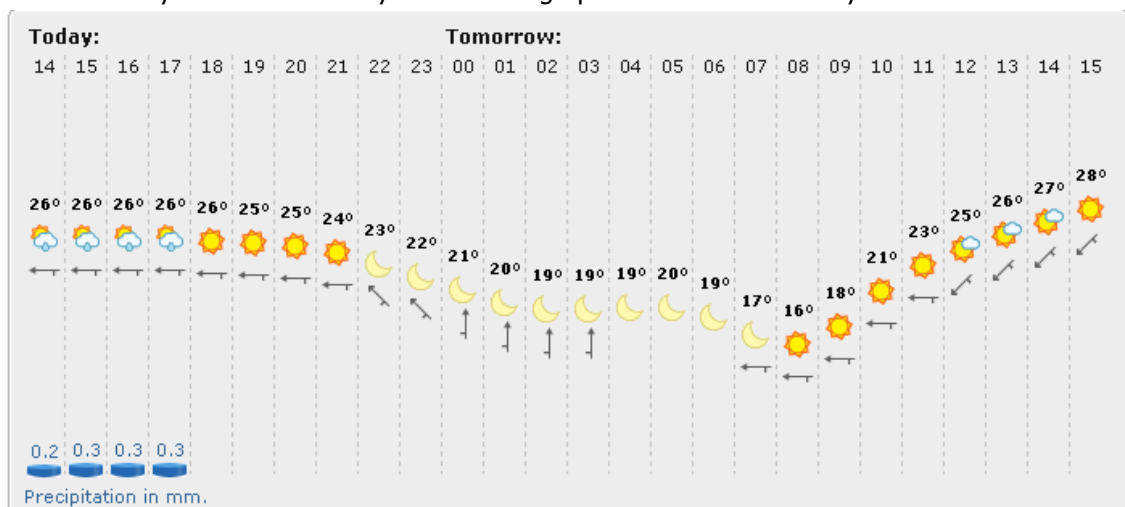 Today: Tomorrow:
14 15 16 17 18 19 20 21 22 23 00 01 02 03 04 05 06 07 08 09 10 11 12 13 14 15
26° 26° 26° 26° 26° 25° 25° 24° 23° 22° 21° 20° 19° 19° 19° 20° 19° 17° 16° 18° 21° 23° 25° 26° 27° 28°
0.2 0.3 0.3 0.3
Precipitation in mm.